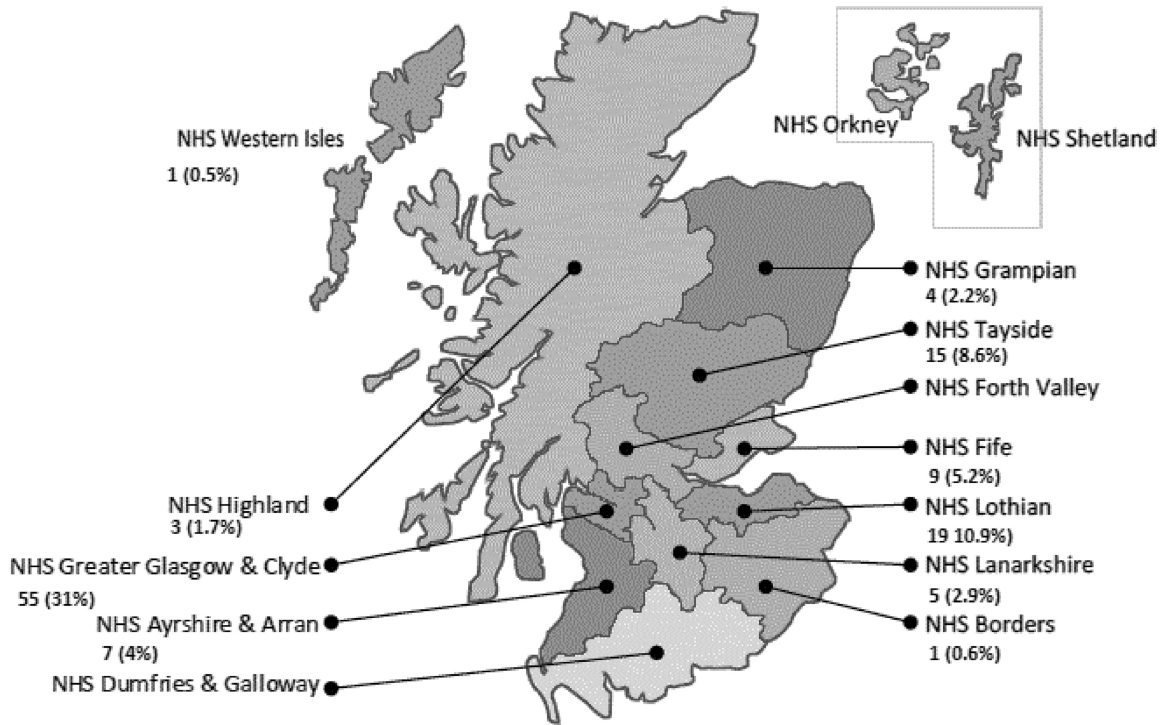 NHS Orkney
NHS Western Isles
1 (0.5%)
NHS Shetland
NHS Grampian
4 (2.2%)
NHS Tayside
15 (8.6%)
NHS Forth Valley
NHS Fife
9 (5.2%)
NHS Highland
3 (1.7%)
NHS Lothian
19 10.9%)
NHS Greater Glasgow & Clyde
55 (31%)
NHS Lanarkshire
5 (2.9%)
NHS Ayrshire & Arran
7 (4%)
NHS Borders
1 (0.6%)
NHS Dumfries & Galloway